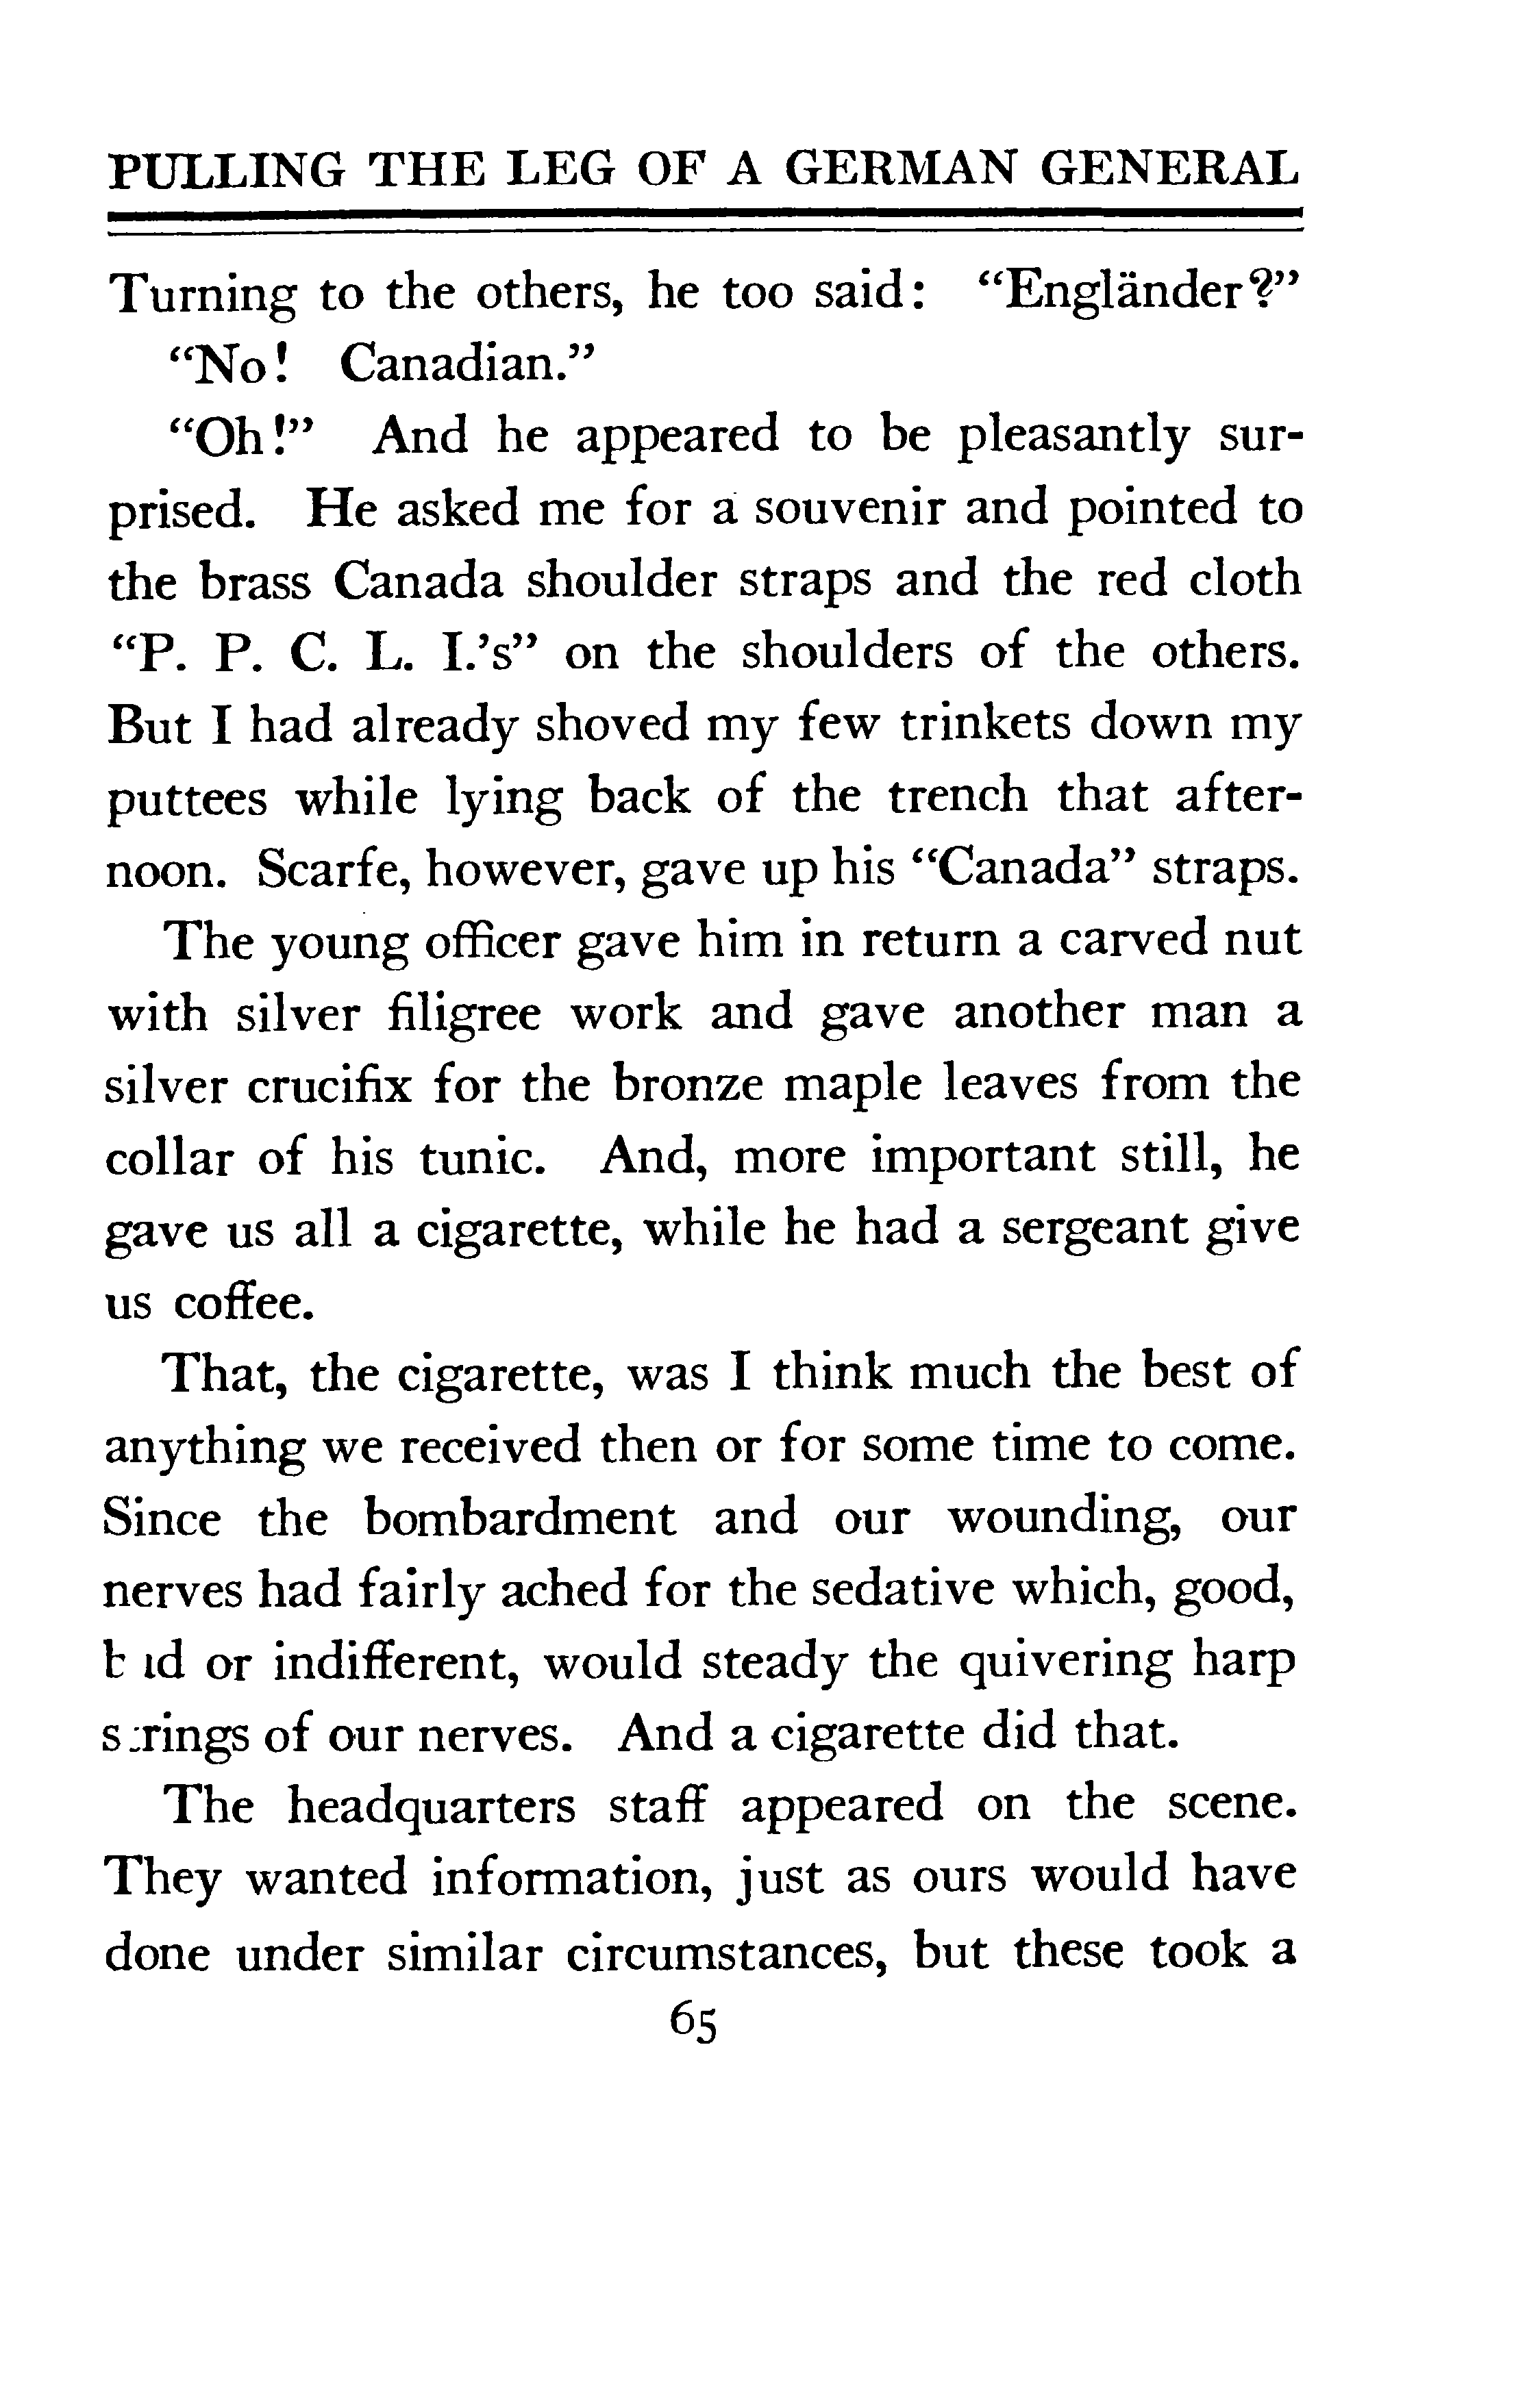 PULLING THE LEG OF A GERMAN GENERAL
Turning to the others, he too said: “Engländer?”
“No! Canadian.”
“Oh!” And he appeared to be pleasantly sur-
prised. He asked me for a souvenir and pointed to
the brass Canada shoulder straps and the red cloth
“P. P. C. L. I.’s” on the shoulders of the others.
But I had already shoved my few trinkets down my
puttees while lying back of the trench that after-
noon. Scarfe, however, gave up his “Canada” straps.
The young officer gave him in return a carved nut
with silver filigree work and gave another man a
silver crucifix for the bronze maple leaves from the
collar of his tunic. And, more important still, he
gave us all a cigarette, while he had a sergeant give
us coffee.
That, the cigarette, was I think much the best of
anything we received then or for some time to come.
Since the bombardment and our wounding, our
nerves had fairly ached for the sedative which, good,
bad or indifferent, would steady the quivering harp
strings of our nerves. And a cigarette did that.
The headquarters staff appeared on the scene.
They wanted information, just as ours would have
done under similar circumstances, but these took a
65